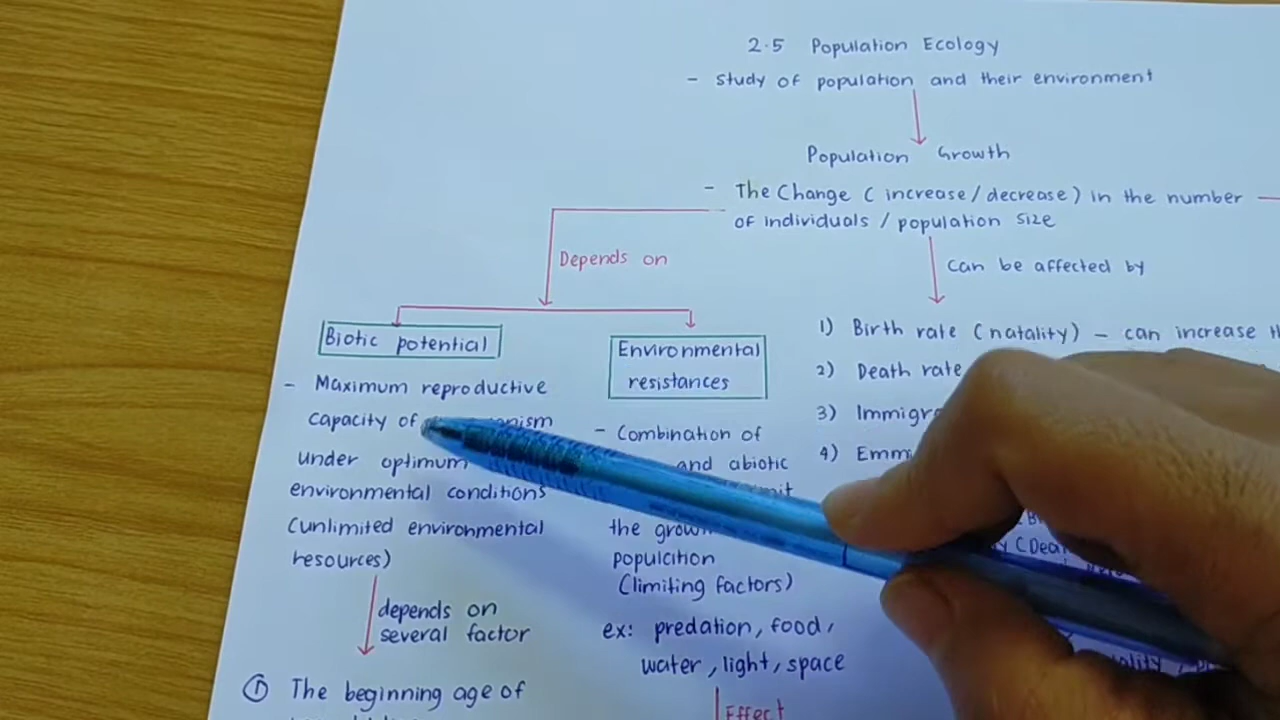 2.5 Population Ecology
- Study of population and their environment
Population Growth
- The Change (increase/decrease) in the number
of individuals / population size
Depends on
can be affected by
Biotic potential
- Maximum reproductive
capacity of
under optimum
environmental conditions
(unlimited environmental
resources)
depends on
several factor
① The beginning age of
Environmental
resistances
- Combination of
and abiotic
the
population
(limiting factors)
ex: predation, food,
water, light, space
Effect
1) Birth rate (natality) - can increase
2) Death rate
3)
4)